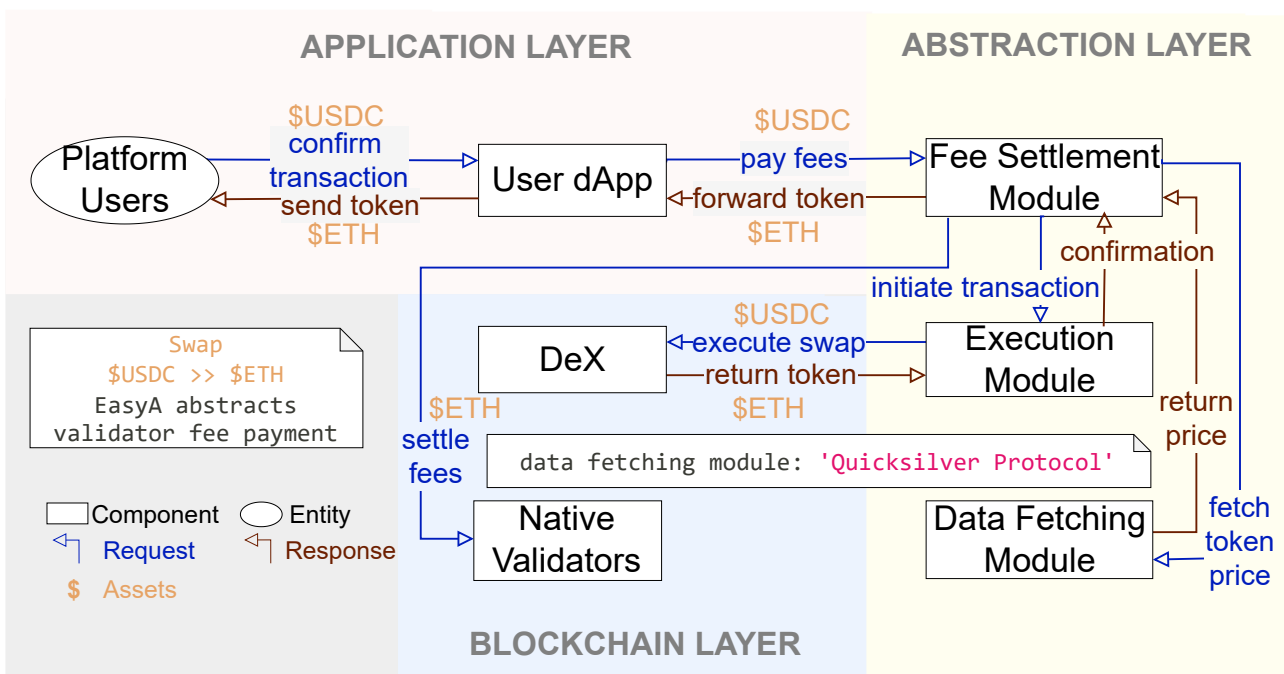 APPLICATION LAYER
ABSTRACTION LAYER
$USDC
confirm
transaction
send token
$ETH
Platform
Users
User dApp
$USDC
pay fees
forward token
$ETH
Fee Settlement
Module
confirmation
initiate transaction
Swap
$USDC >> $ETH
EasyA abstracts
validator fee payment
DeX
$USDC
execute swap
return token
$ETH
Execution
Module
return
price
$ETH
settle
fees
data fetching module: 'Quicksilver Protocol'
Native
Validators
Data Fetching
Module
fetch
token
price
Component
Entity
Request
Response
$ Assets
BLOCKCHAIN LAYER